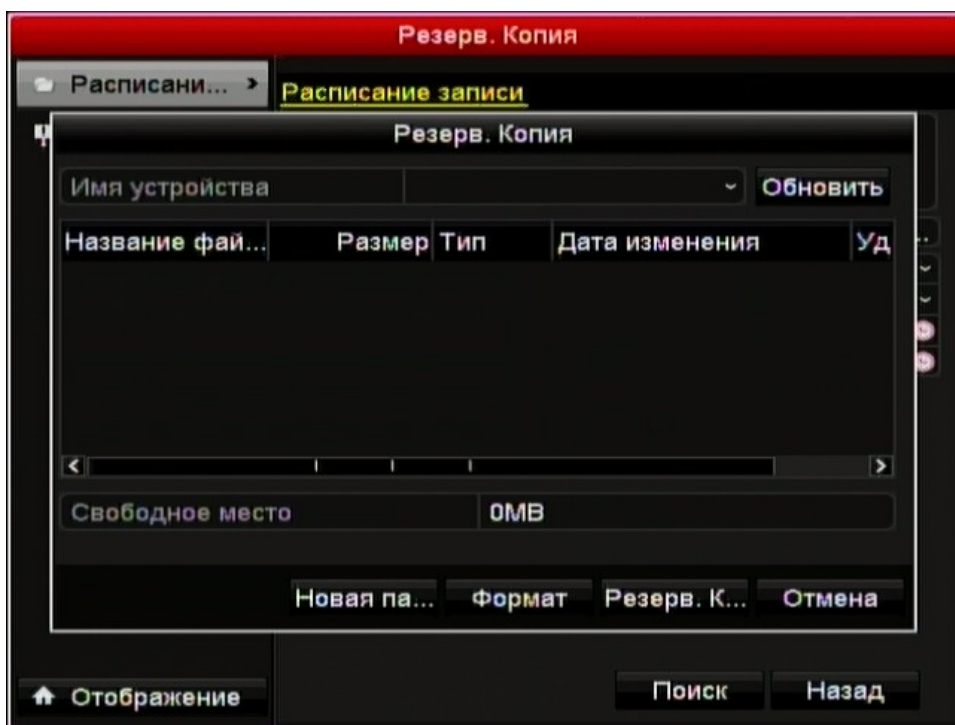 Резерв. Копия
Расписани...
Расписание записи
Резерв. Копия
Имя устройства
Обновить
Название фай... Размер Тип Дата изменения Уд
Свободное место 0MB
Новая па... Формат Резерв. К... Отмена
Отображение
Поиск Назад